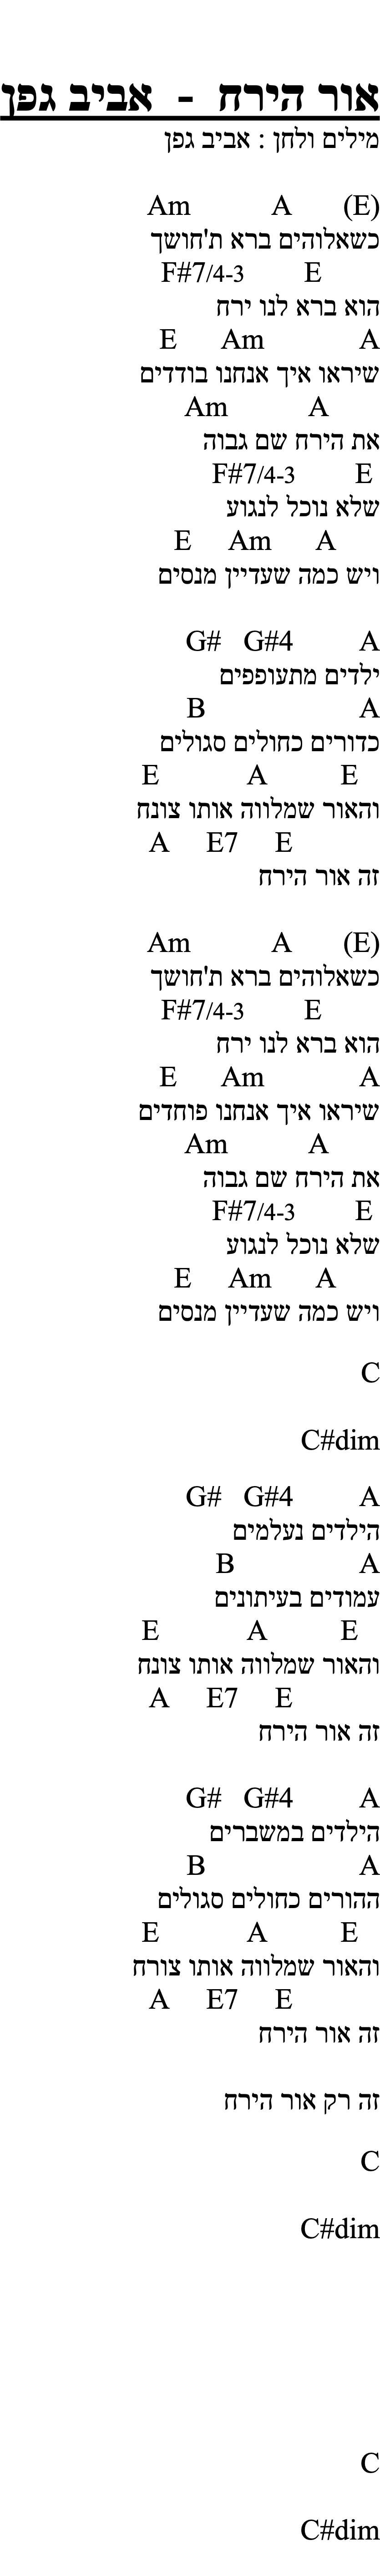 אור הירח - אביב גפן
מילים ולחן : אביב גפן
Am A (E)
כשאלוהים ברא ת'חושך
F#7/4-3 E
הוא ברא לנו ירח
E Am A
שיראו איך אנחנו בודדים
Am A
את הירח שם גבוה
F#7/4-3 E
שלא נוכל לנגוע
E Am A
ויש כמה שעדיין מנסים
G# G#4 A
ילדים מתעופפים
B A
כדורים כחולים סגולים
E A E
והאור שמלווה אותו צונח
A E7 E
זה אור הירח
Am A (E)
כשאלוהים ברא ת'חושך
F#7/4-3 E
הוא ברא לנו ירח
E Am A
שיראו איך אנחנו פוחדים
Am A
את הירח שם גבוה
F#7/4-3 E
שלא נוכל לנגוע
E Am A
ויש כמה שעדיין מנסים
C
C#dim
G# G#4 A
הילדים נעלמים
B A
עמודים בעיתונים
E A E
והאור שמלווה אותו צונח
A E7 E
זה אור הירח
G# G#4 A
הילדים במשברים
B A
ההורים כחולים סגולים
E A E
והאור שמלווה אותו צורח
A E7 E
זה אור הירח
זה רק אור הירח
C
C#dim
C
C#dim